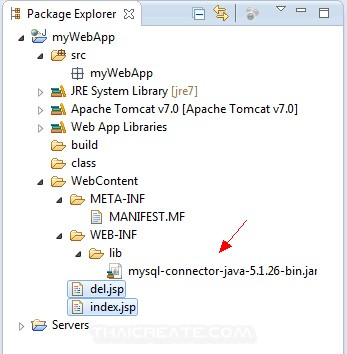 Package Explorer
myWebApp
src
myWebApp
JRE System Library [jre7]
Apache Tomcat v7.0 [Apache Tomcat v7.0]
Web App Libraries
build
class
WebContent
META-INF
MANIFEST.MF
WEB-INF
lib
mysql-connector-java-5.1.26-bin.jar
del.jsp
index.jsp
Servers
THAICREATE.COM